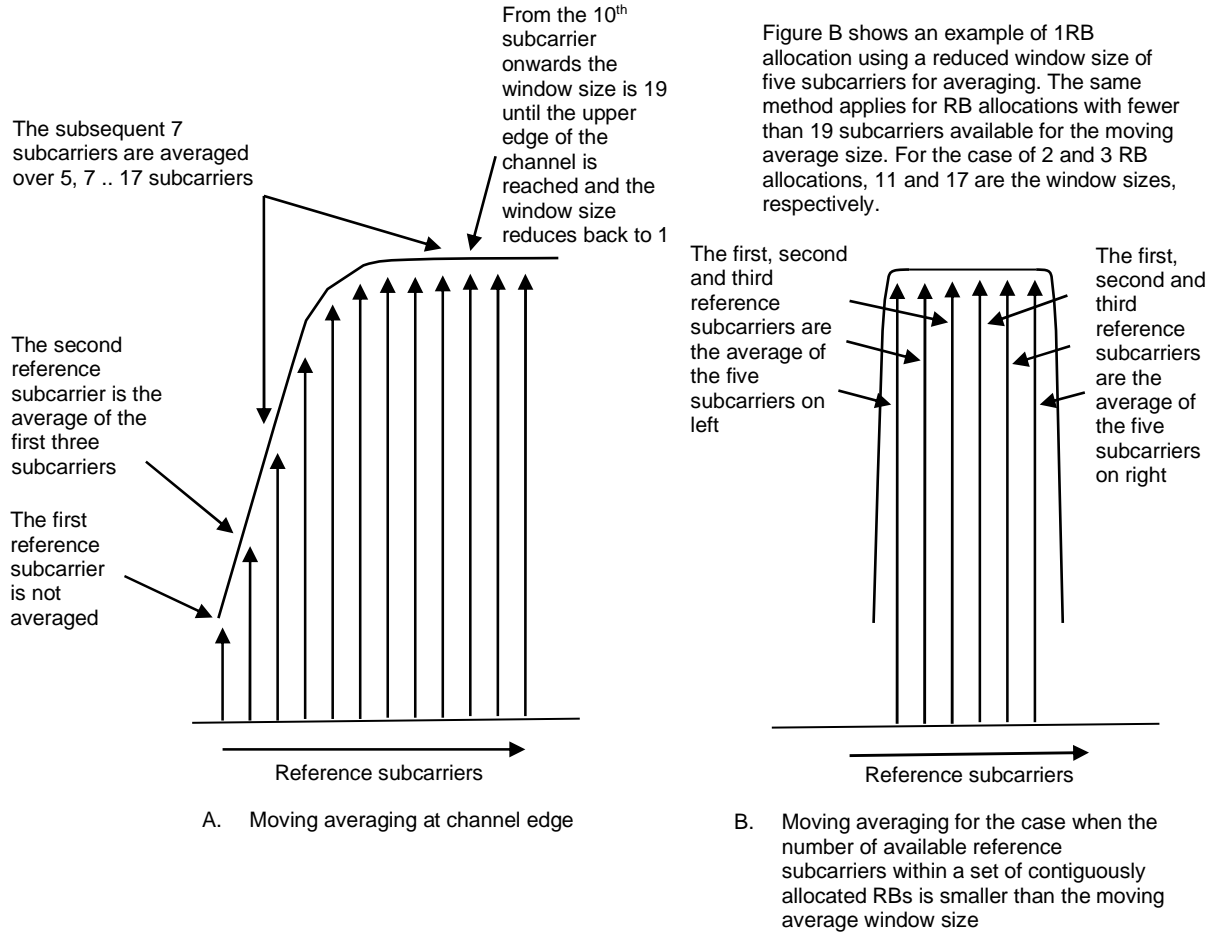 From the 10th
subcarrier
onwards the
window size is 19
until the upper
edge of the
channel is
reached and the
window size
reduces back to 1
The subsequent 7
subcarriers are averaged
over 5, 7 .. 17 subcarriers
The second
reference
subcarrier is the
average of the
first three
subcarriers
The first
reference
subcarrier
is not
averaged
Reference subcarriers
A. Moving averaging at channel edge
Figure B shows an example of 1RB
allocation using a reduced window size of
five subcarriers for averaging. The same
method applies for RB allocations with fewer
than 19 subcarriers available for the moving
average size. For the case of 2 and 3 RB
allocations, 11 and 17 are the window sizes,
respectively.
The first, second
and third
reference
subcarriers are
the average of
the five
subcarriers on
left
The first,
second and
third
reference
subcarriers
are the
average of
the five
subcarriers
on right
Reference subcarriers
B. Moving averaging for the case when the
number of available reference
subcarriers within a set of contiguously
allocated RBs is smaller than the moving
average window size